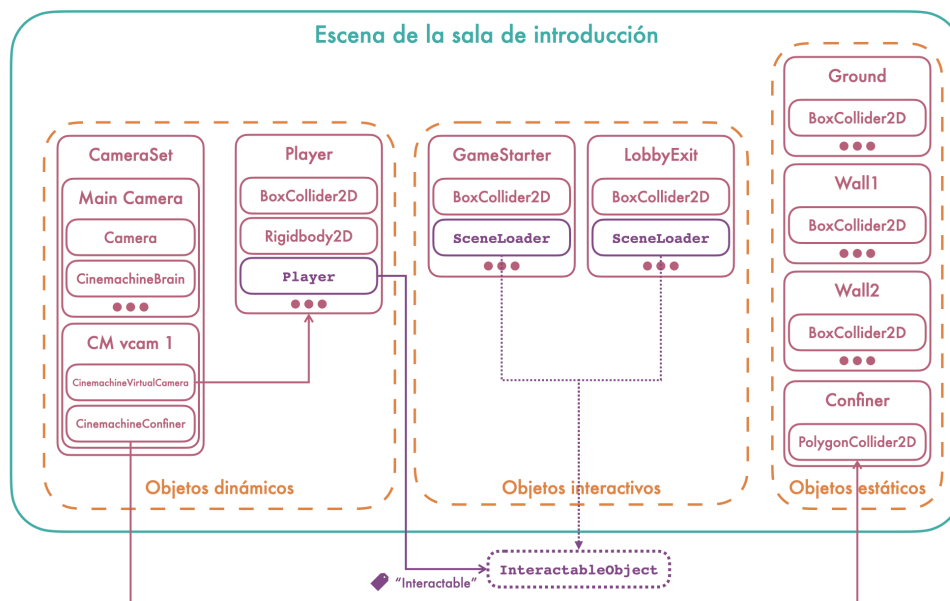 Escena de la sala de introducción
CameraSet
Main Camera
Camera
CinemachineBrain
CM vcam 1
CinemachineVirtualCamera
CinemachineConfiner
Player
BoxCollider2D
Rigidbody2D
Player
Objetos dinámicos
GameStarter
BoxCollider2D
SceneLoader
LobbyExit
BoxCollider2D
SceneLoader
Objetos interactivos
Ground
BoxCollider2D
Wall1
BoxCollider2D
Wall2
BoxCollider2D
Confiner
PolygonCollider2D
Objetos estáticos
"Interactable"
InteractableObject